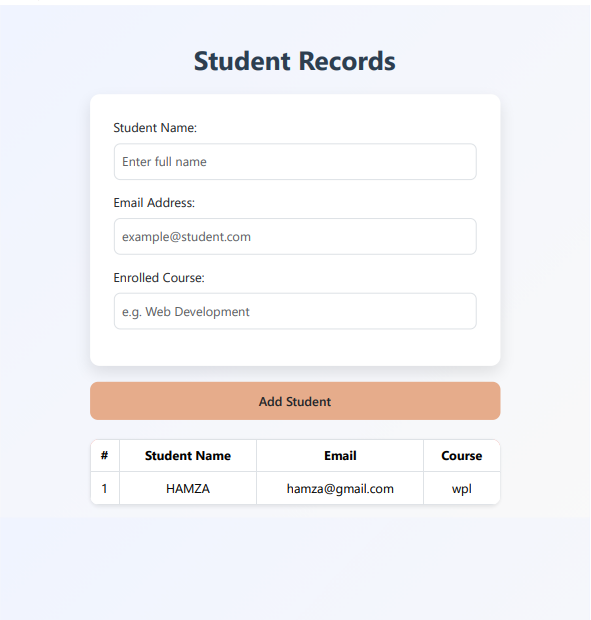 Student Records
Student Name:
Enter full name
Email Address:
example@student.com
Enrolled Course:
e.g. Web Development
Add Student
# Student Name Email Course
1 HAMZA hamza@gmail.com wpl